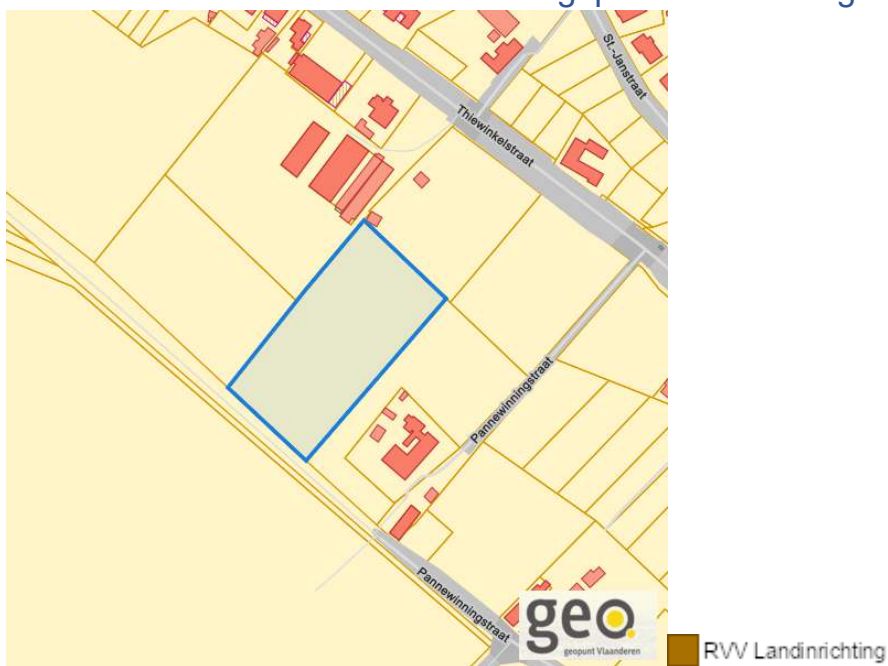 St.-Janstraat
Thiewinkelstraat
Pannewinningstraat
Pannewinningstraat
geo
geopunt Vlaanderen
RVV Landinrichting